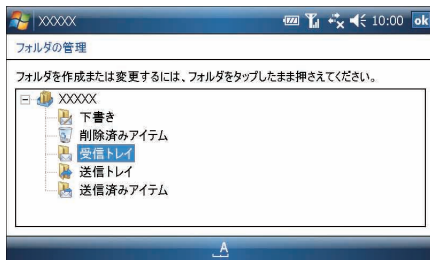 XXXXX 10:00 ok
フォルダの管理
フォルダを作成または変更するには、フォルダをタップしたまま押さえてください。
XXXXX
下書き
削除済みアイテム
受信トレイ
送信トレイ
送信済みアイテム
A